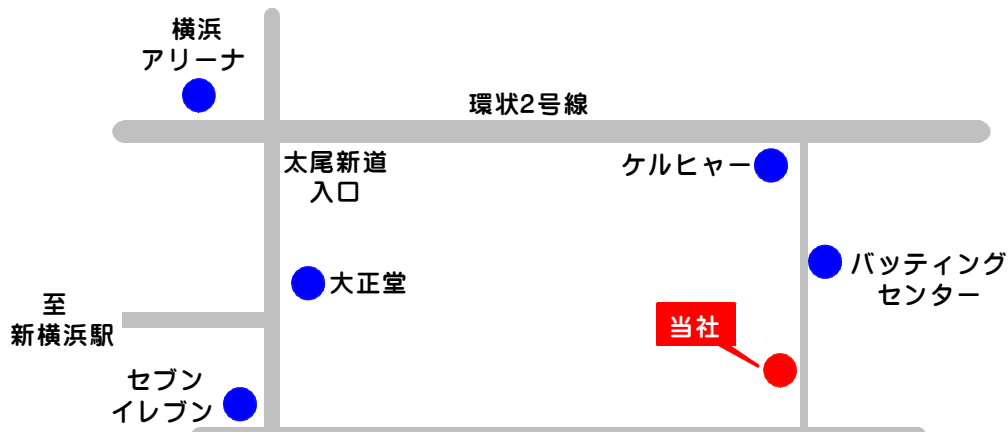 横浜
アリーナ
環状2号線
太尾新道
入口
ケルヒャー
バッティング
センター
大正堂
至
新横浜駅
当社
セブン
イレブン